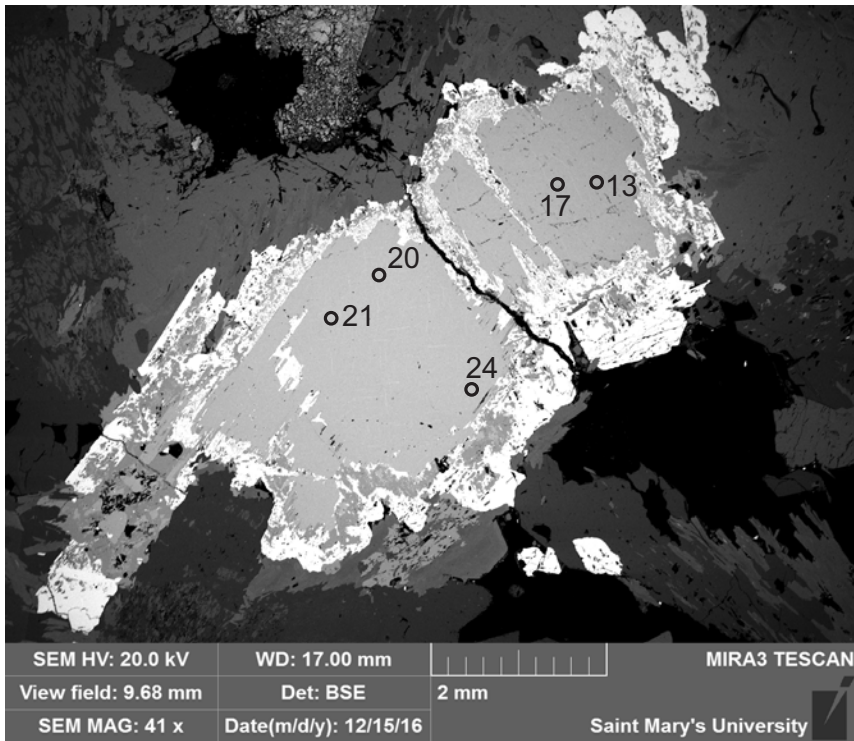 17 13
20
21
24
SEM HV: 20.0 kV WD: 17.00 mm MIRA3 TESCAN
View field: 9.68 mm Det: BSE 2 mm
SEM MAG: 41 x Date(m/d/y): 12/15/16 Saint Mary's University